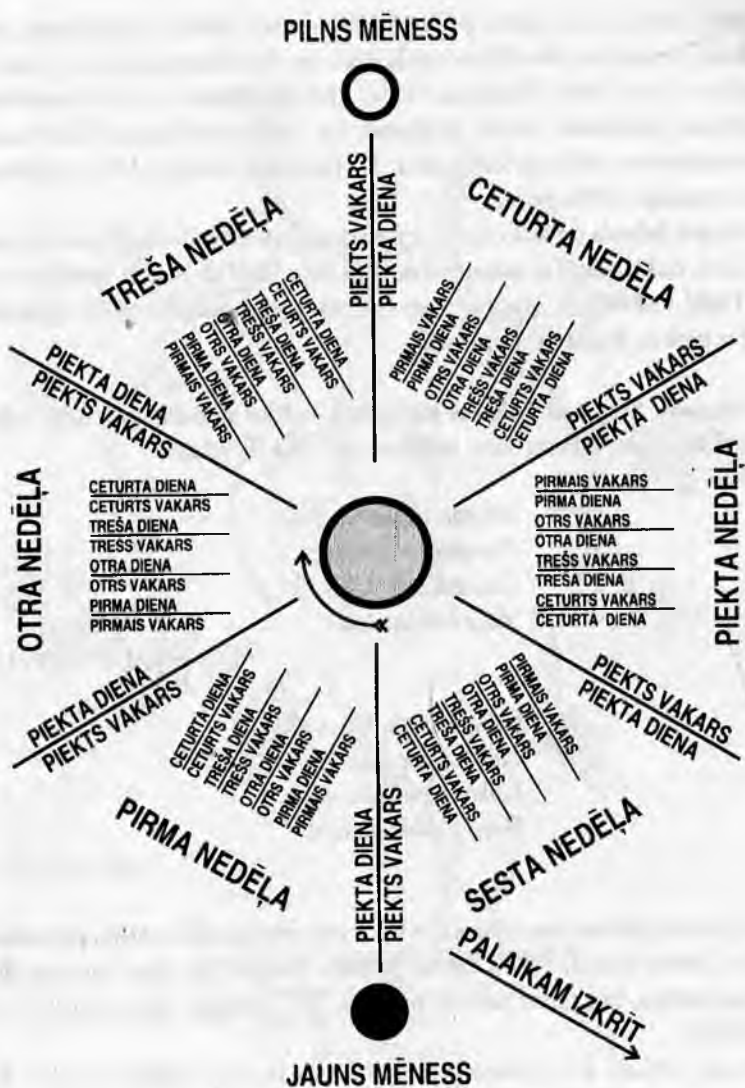 PILNS MĒNESS
PIEKTS VAKARS
PIEKTA DIENA
TREŠA NEDĒĻA
CETURTA DIENA
CETURTS VAKARS
TREŠA DIENA
TREŠS VAKARS
OTRA DIENA
OTRS VAKARS
PIRMA DIENA
PIRMAIS VAKARS
CETURTA NEDĒĻA
PIRMAIS VAKARS
PIRMA DIENA
OTRS VAKARS
OTRA DIENA
TREŠS VAKARS
TREŠA DIENA
CETURTS VAKARS
CETURTA DIENA
PIEKTA DIENA
PIEKTS VAKARS
PIEKTS VAKARS
PIEKTA DIENA
OTRA NEDĒĻA
CETURTA DIENA
CETURTS VAKARS
TREŠA DIENA
TRESS VAKARS
OTRA DIENA
OTRS VAKARS
PIRMA DIENA
PIRMAIS VAKARS
PIRMAIS VAKARS
PIRMA DIENA
OTRS VAKARS
OTRA DIENA
TREŠS VAKARS
TREŠA DIENA
CETURTS VAKARS
CETURTA DIENA
PIEKTA NEDĒĻA
PIEKTA DIENA
PIEKTS VAKARS
PIEKTS VAKARS
PIEKTA DIENA
CETURTA DIENA
CETURTS VAKARS
TREŠA DIENA
TREŠS VAKARS
OTRA DIENA
OTRS VAKARS
PIRMA DIENA
PIRMAIS VAKARS
PIRMA NEDĒĻA
PIRMAIS VAKARS
PIRMA DIENA
OTRS VAKARS
OTRA DIENA
TREŠS VAKARS
TREŠA DIENA
CETURTS VAKARS
CETURTA DIENA
SESTA NEDĒĻA
PIEKTA DIENA
PIEKTS VAKARS
PALAIKAM IZKRĪT
JAUNS MĒNESS